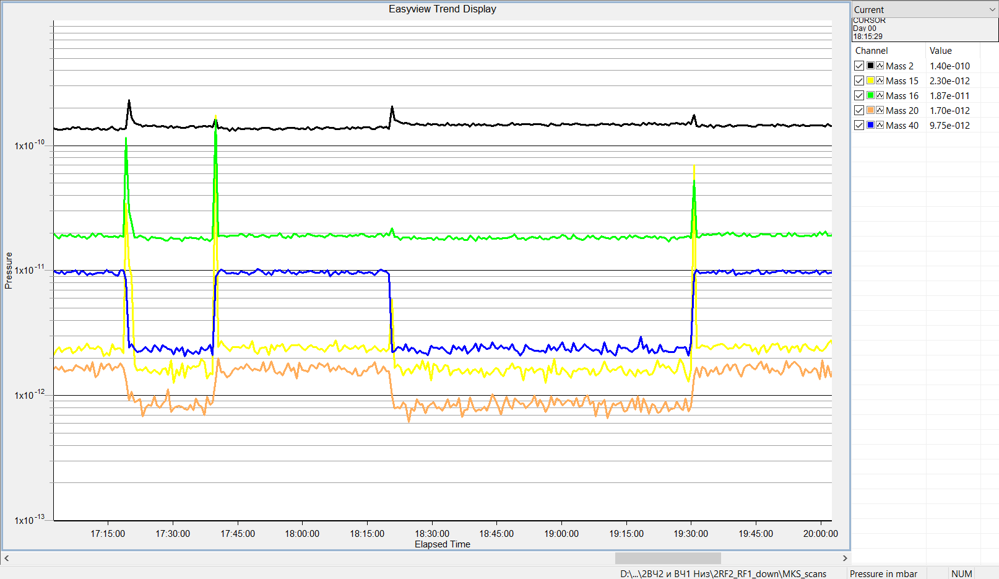 Easyview Trend Display
Current
CURSOR
Day 00
18:15:29
Channel Value
Mass 2 1.40e-010
Mass 15 2.30e-012
Mass 16 1.87e-011
Mass 20 1.70e-012
Mass 40 9.75e-012
1x10-10
1x10-11
1x10-12
1x10-13
Pressure
17:15:00 17:30:00 17:45:00 18:00:00 18:15:00 18:30:00 18:45:00 19:00:00 19:15:00 19:30:00 19:45:00 20:00:00
Elapsed Time
D:\...\2ВЧ2 и ВЧ1 Низ\2RF2_RF1_down\MKS_scans Pressure in mbar NUM